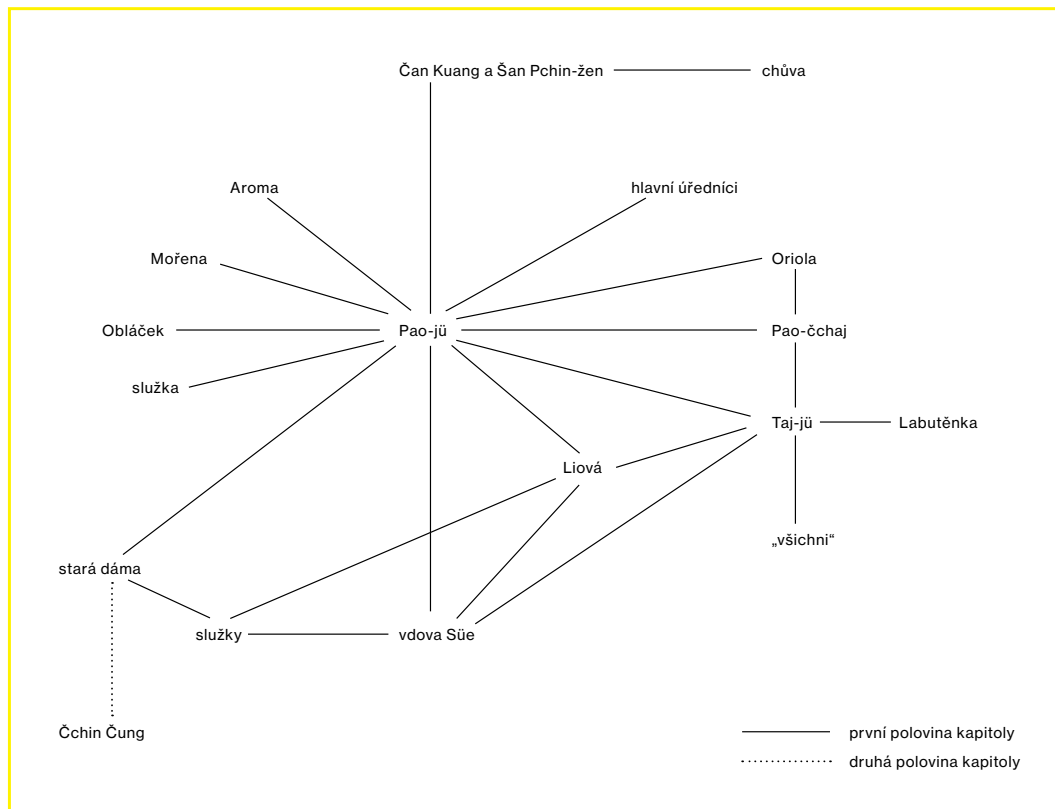 Čan Kuang a Šan Pchin-žen
chůva
Aroma
hlavní úředníci
Mořena
Oriola
Obláček
Pao-jü
Pao-čchaj
služka
Taj-jü
Labutěnka
Liová
„všichni“
stará dáma
služky
vdova Süe
Čchin Čung
první polovina kapitoly
druhá polovina kapitoly